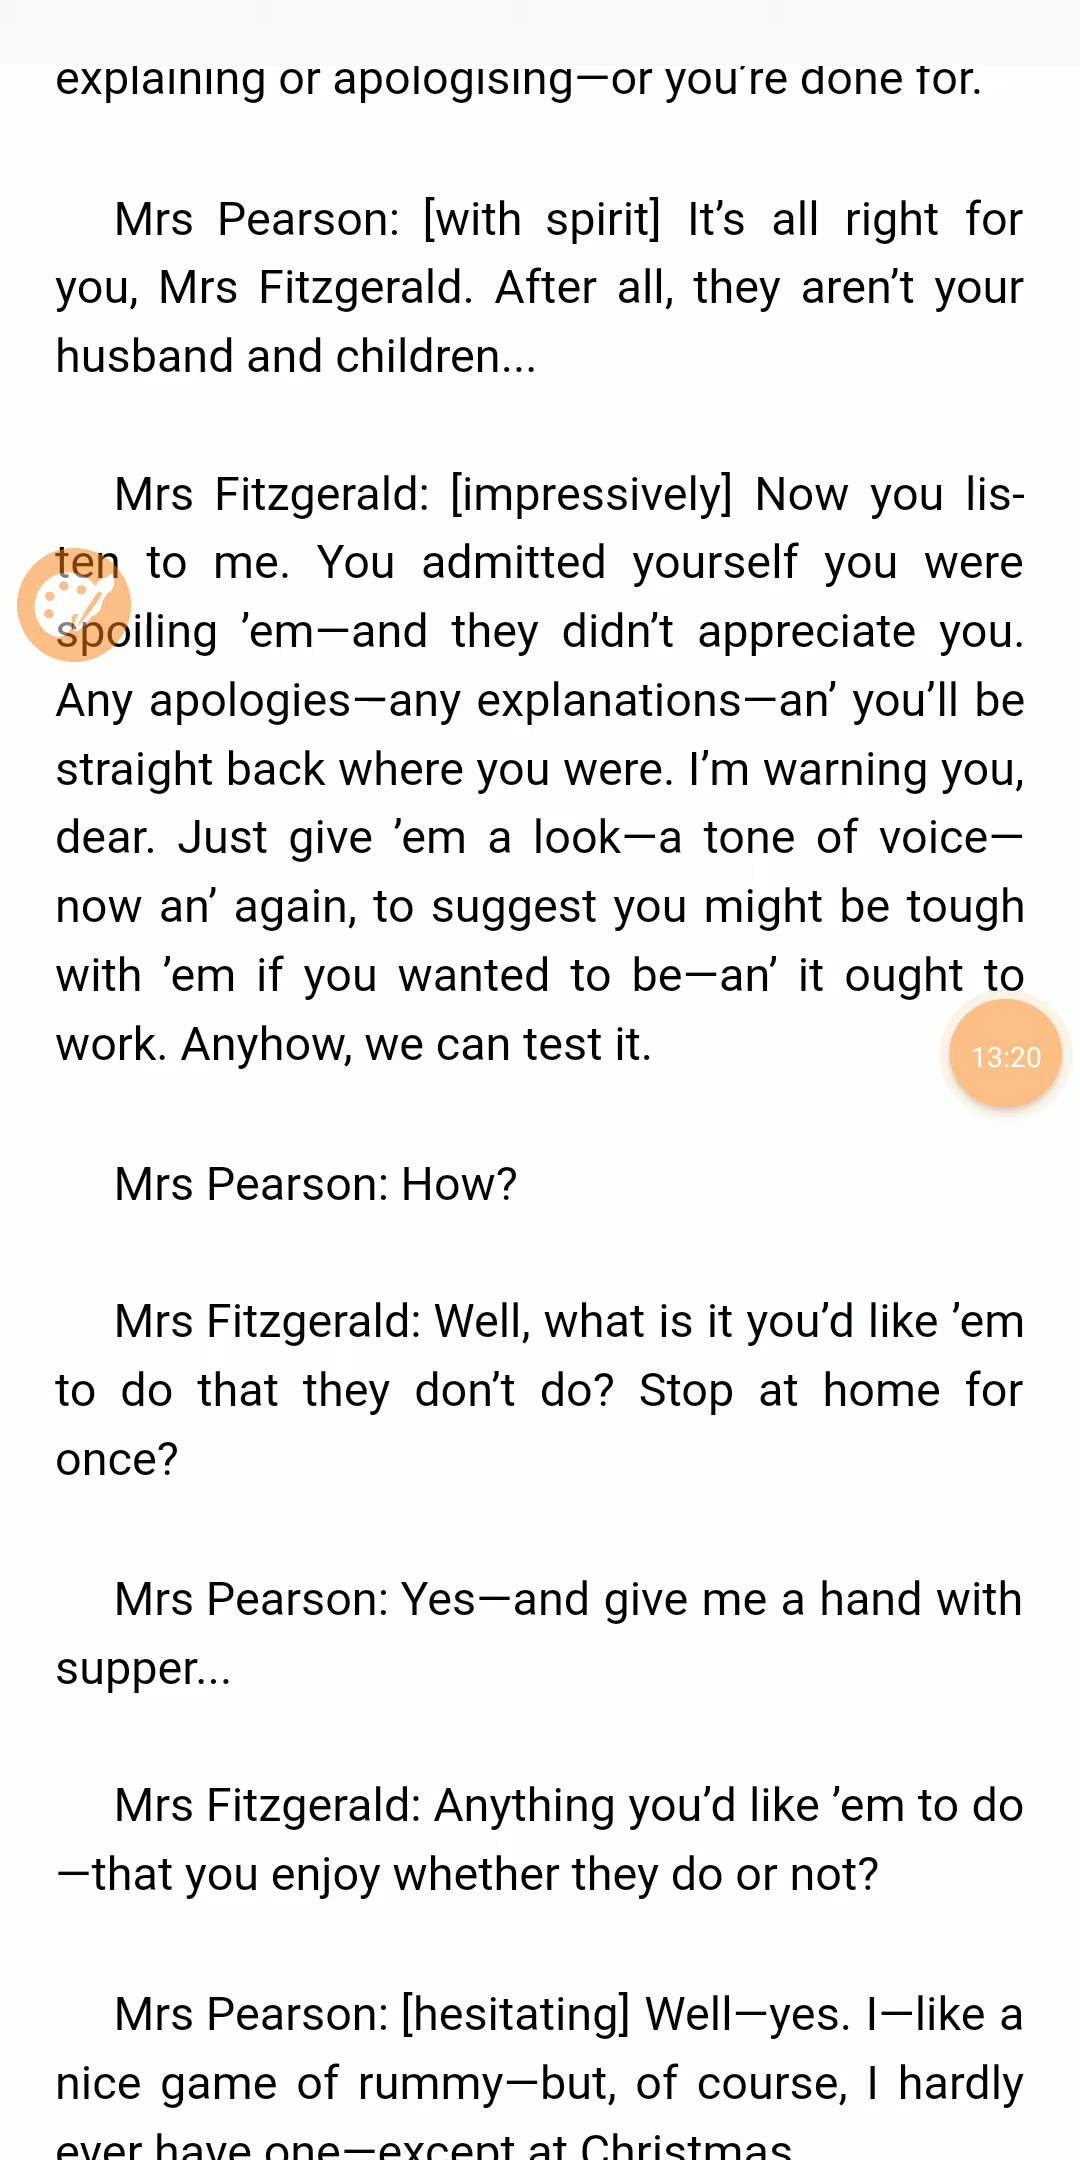 explaining or apologising—or you’re done for.
Mrs Pearson: [with spirit] It’s all right for
you, Mrs Fitzgerald. After all, they aren’t your
husband and children...
Mrs Fitzgerald: [impressively] Now you lis-
ten to me. You admitted yourself you were
spoiling ’em—and they didn’t appreciate you.
Any apologies—any explanations—an’ you’ll be
straight back where you were. I’m warning you,
dear. Just give ’em a look—a tone of voice—
now an’ again, to suggest you might be tough
with ’em if you wanted to be—an’ it ought to
work. Anyhow, we can test it.
13:20
Mrs Pearson: How?
Mrs Fitzgerald: Well, what is it you’d like ’em
to do that they don’t do? Stop at home for
once?
Mrs Pearson: Yes—and give me a hand with
supper...
Mrs Fitzgerald: Anything you’d like ’em to do
—that you enjoy whether they do or not?
Mrs Pearson: [hesitating] Well—yes. I—like a
nice game of rummy—but, of course, I hardly
ever have one—except at Christmas